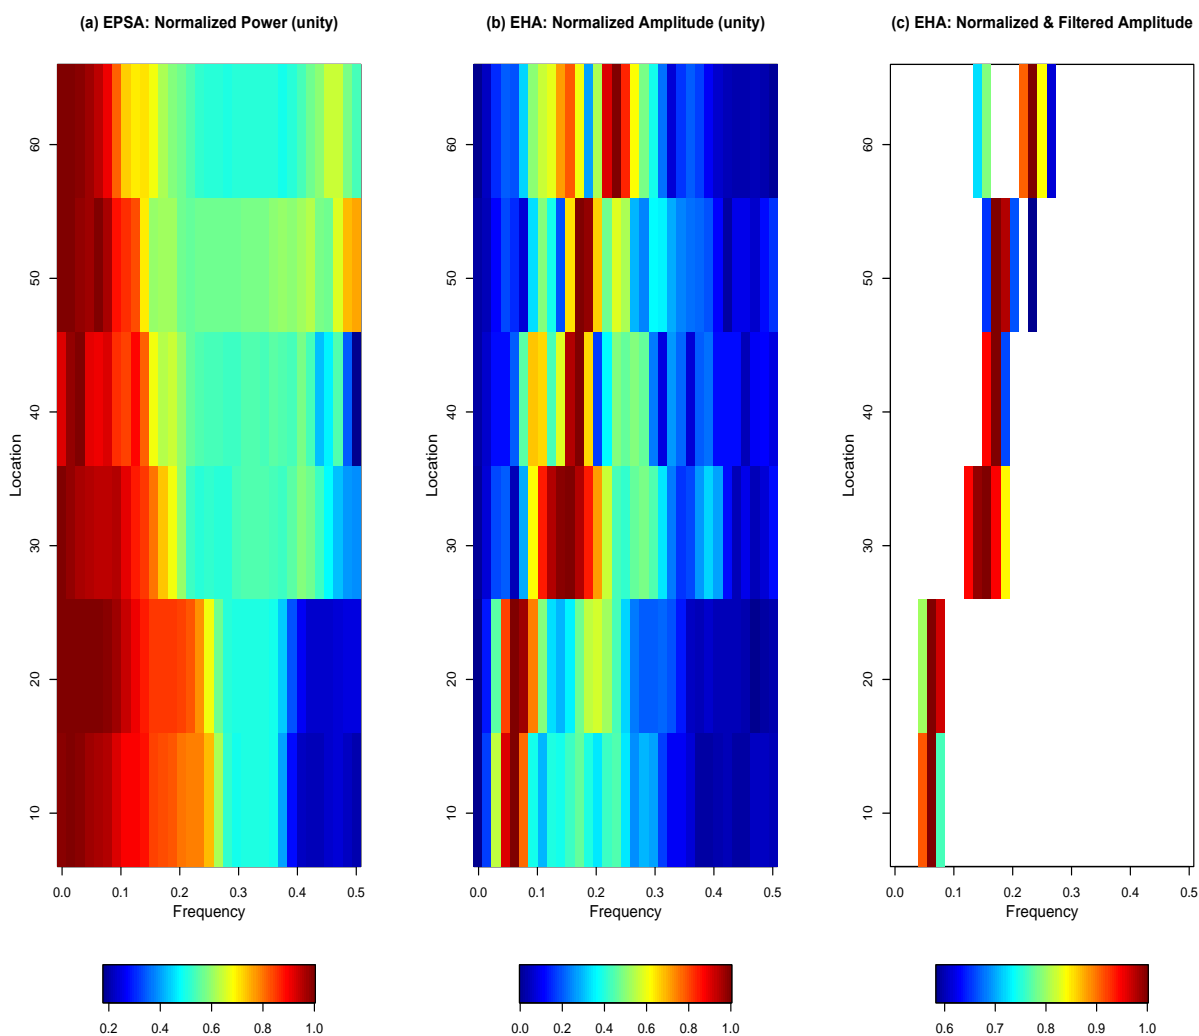 (a) EPSA: Normalized Power (unity)
(b) EHA: Normalized Amplitude (unity)
(c) EHA: Normalized & Filtered Amplitude
Location
10 20 30 40 50 60
Location
10 20 30 40 50 60
Location
10 20 30 40 50 60
0.0 0.1 0.2 0.3 0.4 0.5
0.0 0.1 0.2 0.3 0.4 0.5
0.0 0.1 0.2 0.3 0.4 0.5
Frequency
Frequency
Frequency
0.2 0.4 0.6 0.8 1.0
0.0 0.2 0.4 0.6 0.8 1.0
0.6 0.7 0.8 0.9 1.0